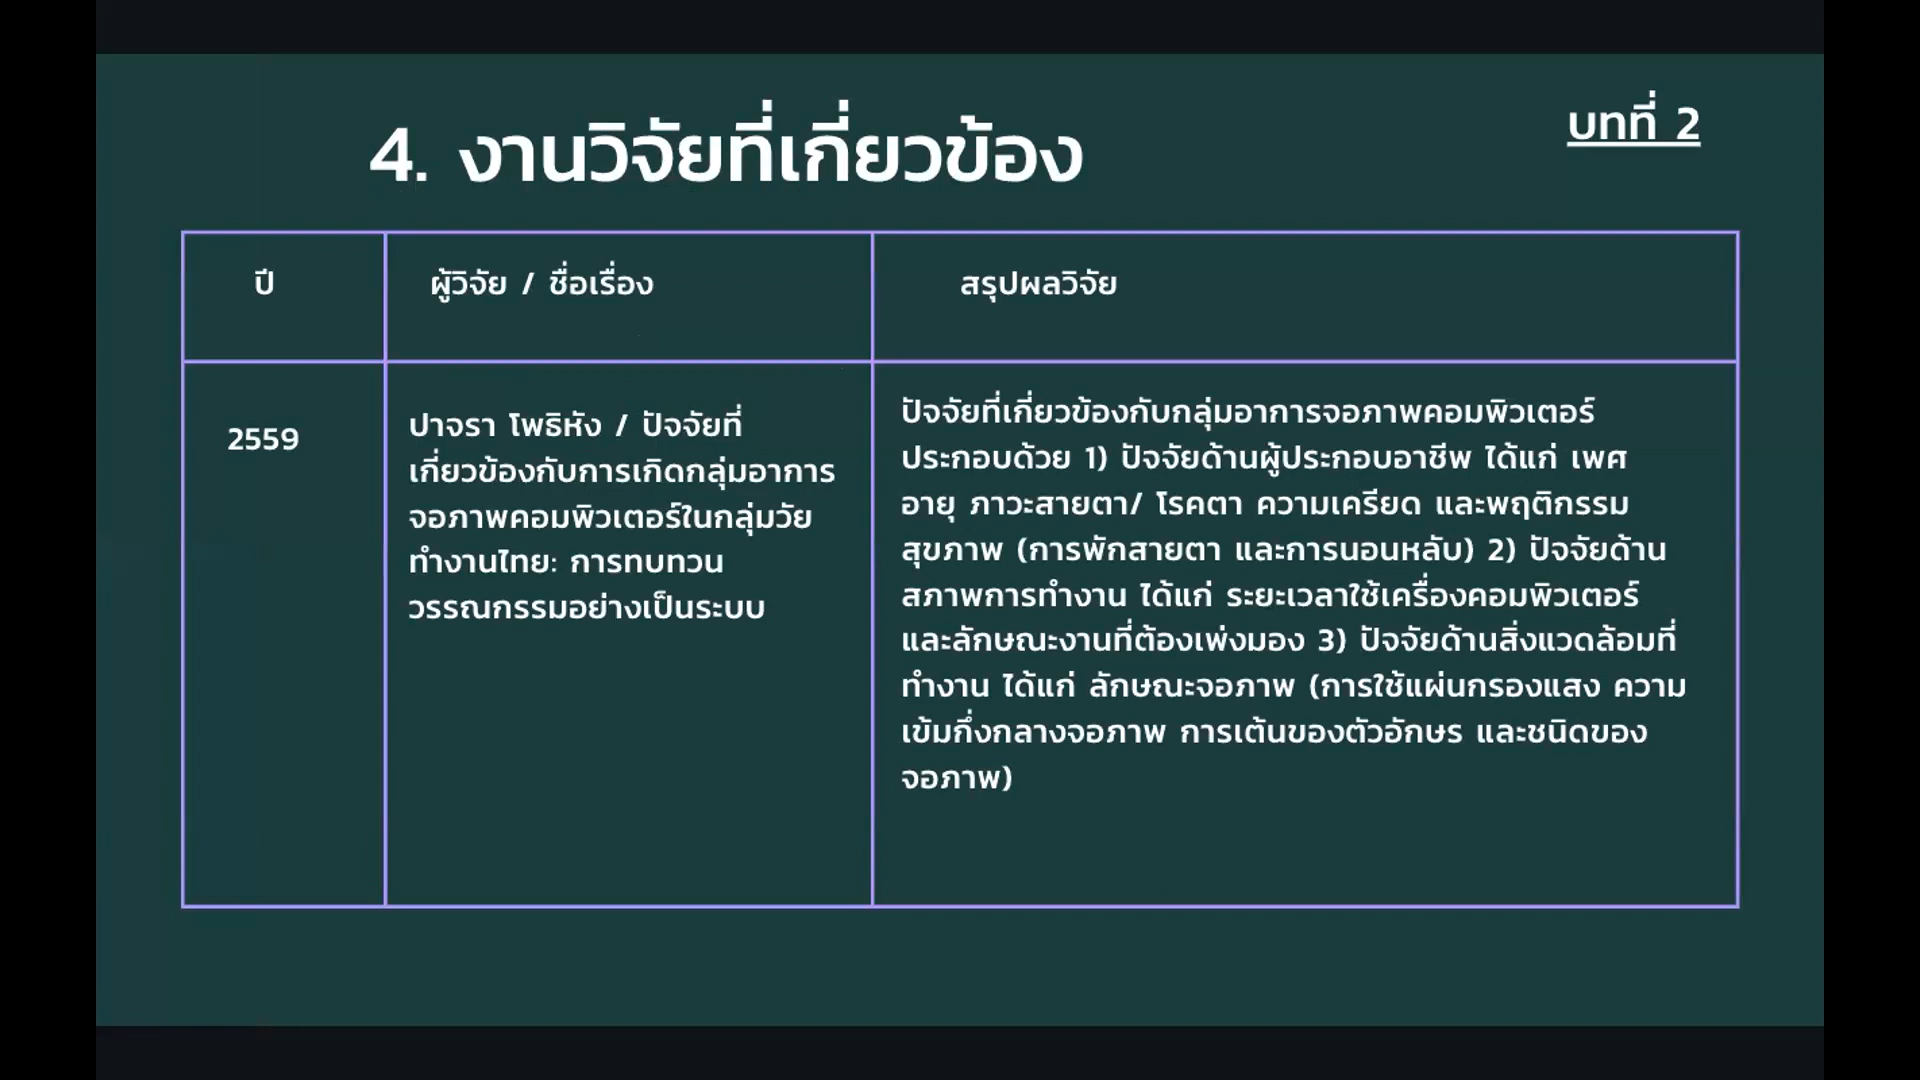 บทที่ 2
4. งานวิจัยที่เกี่ยวข้อง
ปี
ผู้วิจัย / ชื่อเรื่อง
สรุปผลวิจัย
2559
ปาจรา โพธิหัง / ปัจจัยที่
เกี่ยวข้องกับการเกิดกลุ่มอาการ
จอภาพคอมพิวเตอร์ในกลุ่มวัย
ทำงานไทย: การทบทวน
วรรณกรรมอย่างเป็นระบบ
ปัจจัยที่เกี่ยวข้องกับกลุ่มอาการจอภาพคอมพิวเตอร์
ประกอบด้วย 1) ปัจจัยด้านผู้ประกอบอาชีพ ได้แก่ เพศ
อายุ ภาวะสายตา/ โรคตา ความเครียด และพฤติกรรม
สุขภาพ (การพักสายตา และการนอนหลับ) 2) ปัจจัยด้าน
สภาพการทำงาน ได้แก่ ระยะเวลาใช้เครื่องคอมพิวเตอร์
และลักษณะงานที่ต้องเพ่งมอง 3) ปัจจัยด้านสิ่งแวดล้อมที่
ทำงาน ได้แก่ ลักษณะจอภาพ (การใช้แผ่นกรองแสง ความ
เข้มกึ่งกลางจอภาพ การเต้นของตัวอักษร และชนิดของ
จอภาพ)